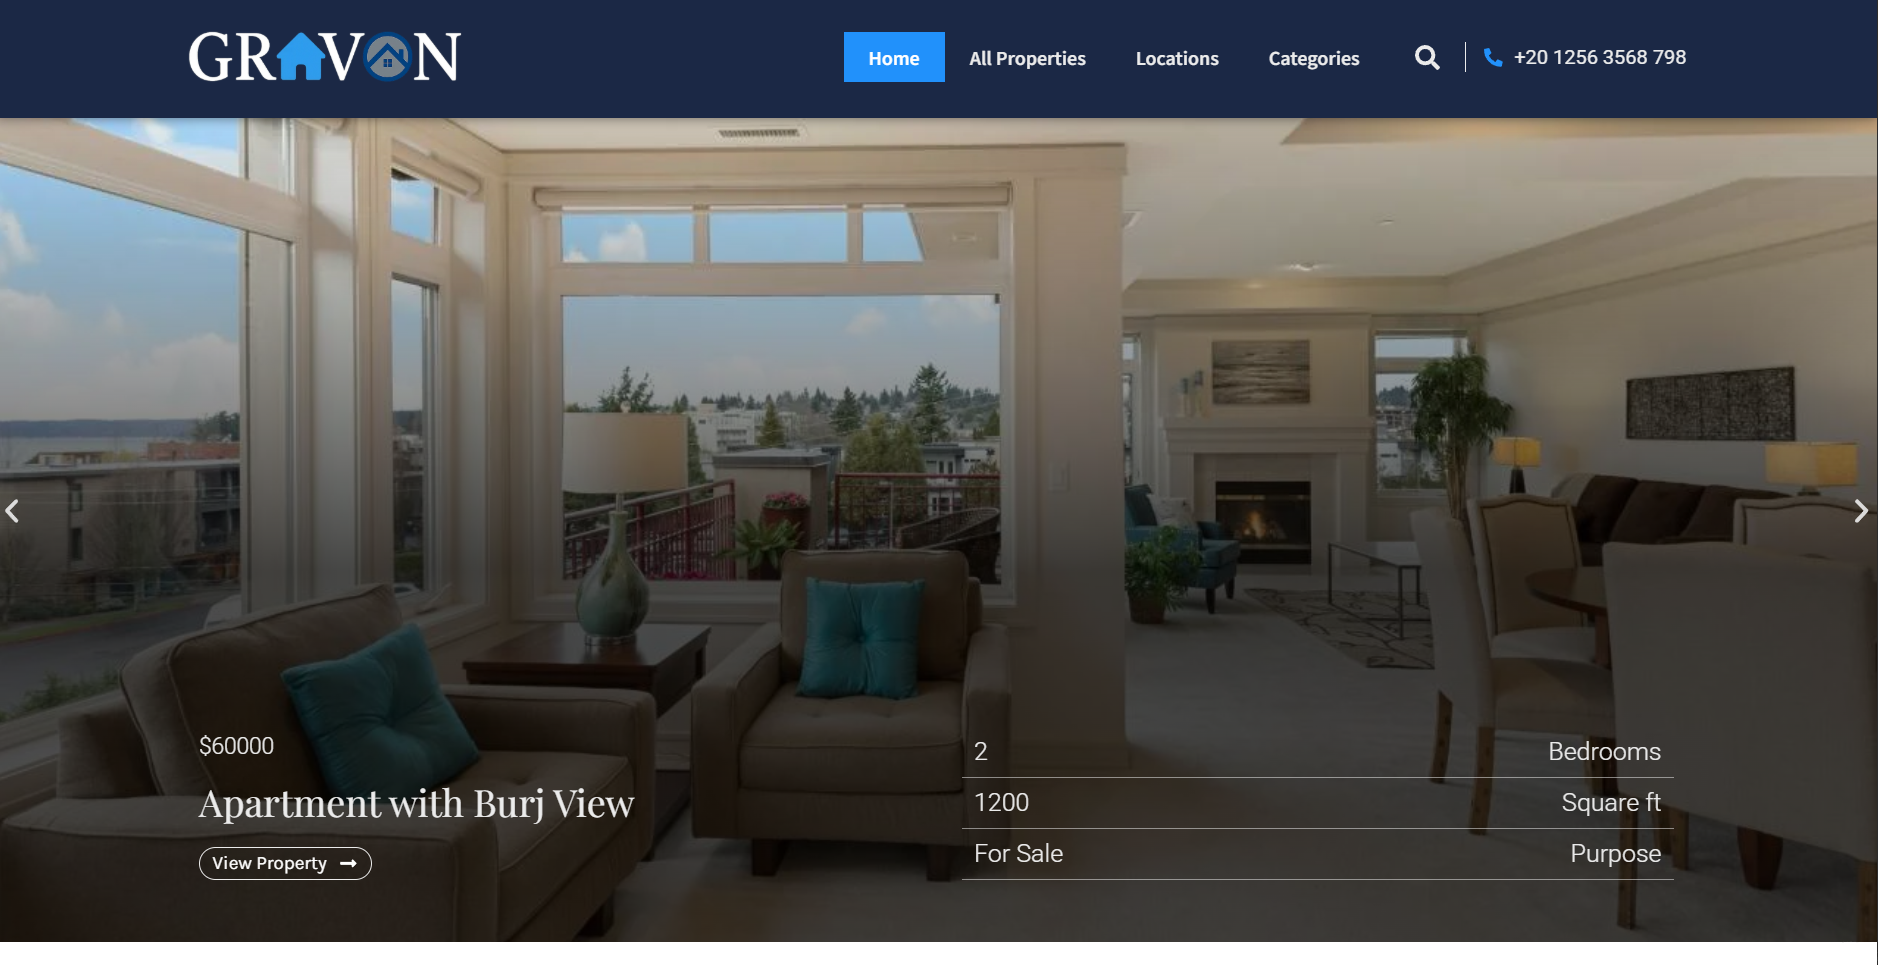 GRAVON
Home
All Properties
Locations
Categories
+20 1256 3568 798
$60000
Apartment with Burj View
View Property
2 Bedrooms
1200 Square ft
For Sale Purpose